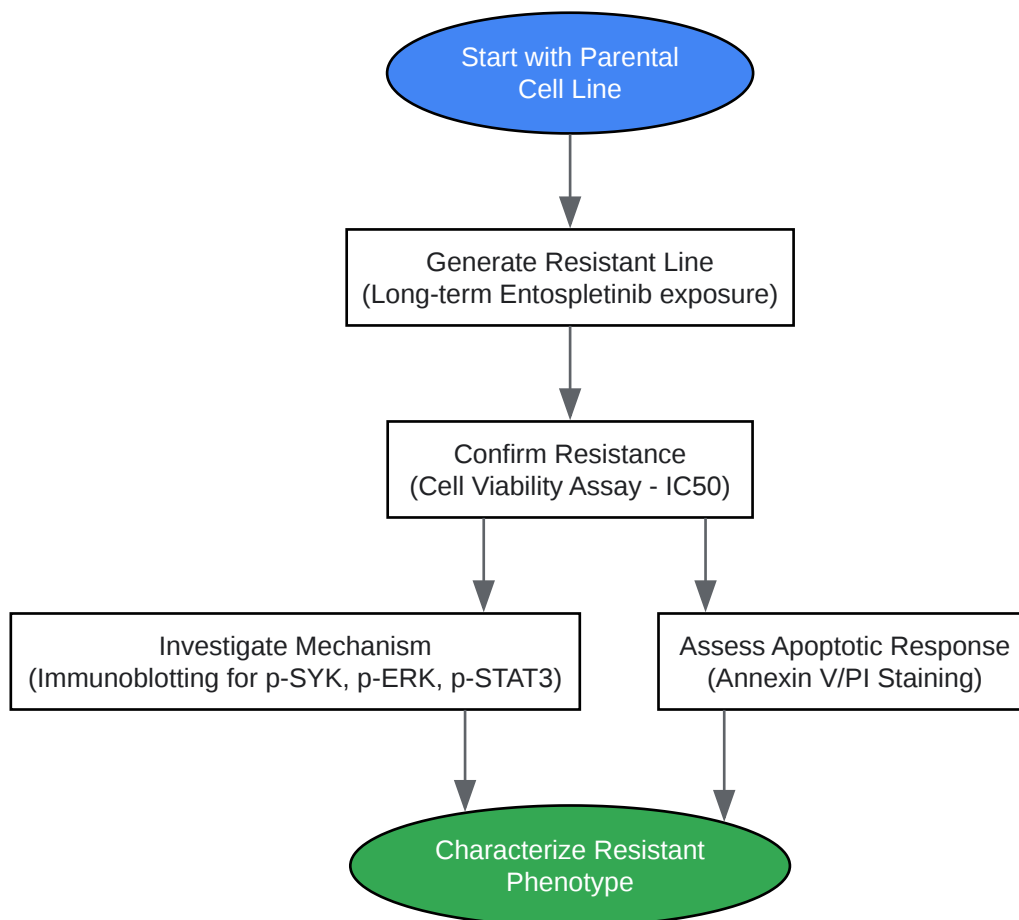 Start with Parental
Cell Line
Generate Resistant Line
(Long-term Entospletinib exposure)
Confirm Resistance
(Cell Viability Assay - IC50)
Investigate Mechanism
(Immunoblotting for p-SYK, p-ERK, p-STAT3)
Assess Apoptotic Response
(Annexin V/PI Staining)
Characterize Resistant
Phenotype